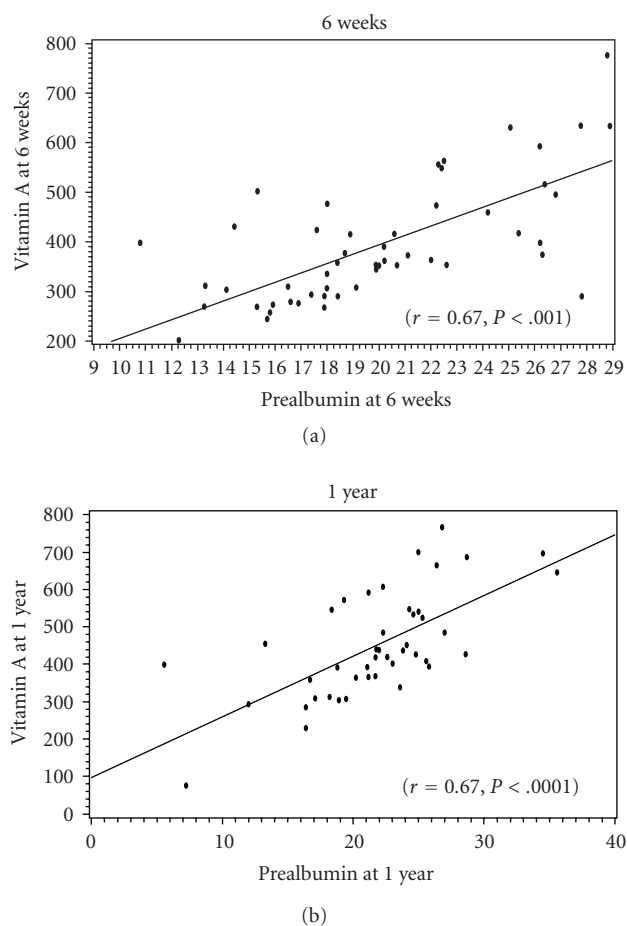 6 weeks
800
700
600
500
400
300
200
Vitamin A at 6 weeks
(r = 0.67, P < .001)
9 10 11 12 13 14 15 16 17 18 19 20 21 22 23 24 25 26 27 28 29
Prealbumin at 6 weeks
(a)
1 year
800
700
600
500
400
300
200
100
0
Vitamin A at 1 year
(r = 0.67, P < .0001)
0 10 20 30 40
Prealbumin at 1 year
(b)